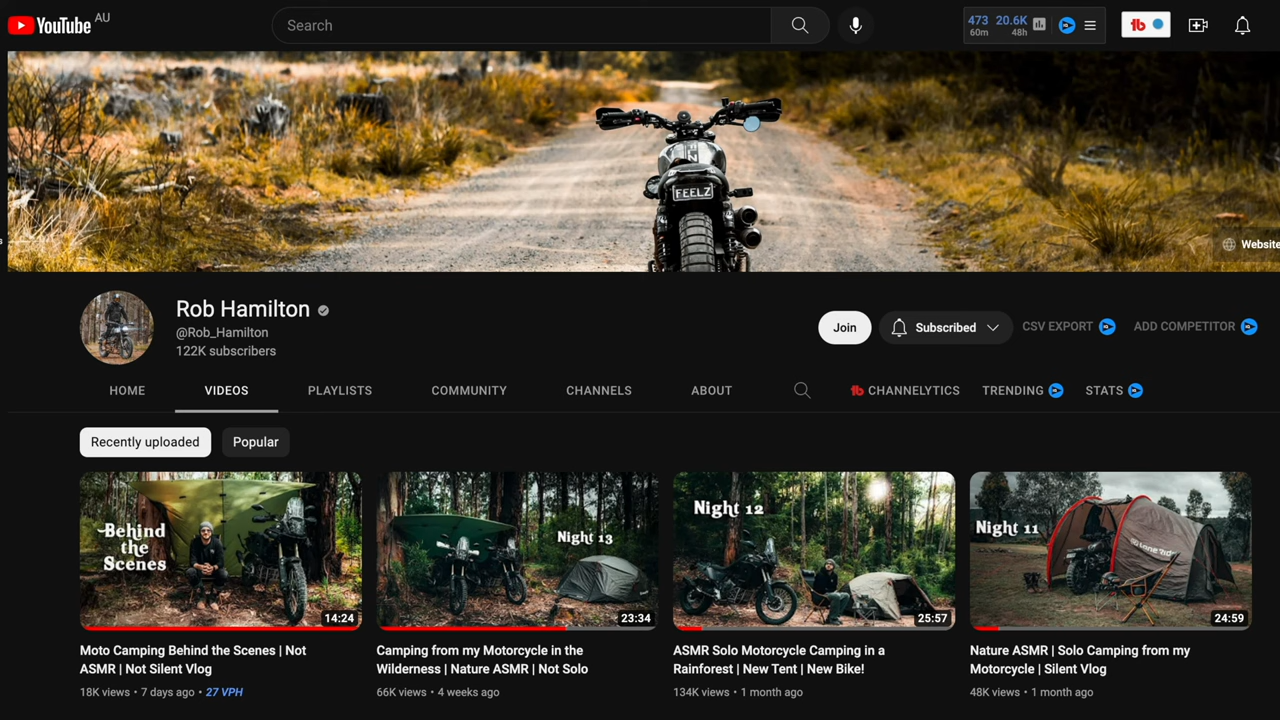 YouTube AU
Search
473 20.6K
60m 48h
FEELZ
Website
Rob Hamilton
@Rob_Hamilton
122K subscribers
Join
Subscribed
CSV EXPORT
ADD COMPETITOR
HOME
VIDEOS
PLAYLISTS
COMMUNITY
CHANNELS
ABOUT
CHANNELYTICS
TRENDING
STATS
Recently uploaded
Popular
Behind
the
Scenes
14:24
Moto Camping Behind the Scenes | Not
ASMR | Not Silent Vlog
18K views • 7 days ago • 27 VPH
Night 13
23:34
Camping from my Motorcycle in the
Wilderness | Nature ASMR | Not Solo
66K views • 4 weeks ago
Night 12
25:57
ASMR Solo Motorcycle Camping in a
Rainforest | New Tent | New Bike!
134K views • 1 month ago
Night 11
Lone Rider
24:59
Nature ASMR | Solo Camping from my
Motorcycle | Silent Vlog
48K views • 1 month ago